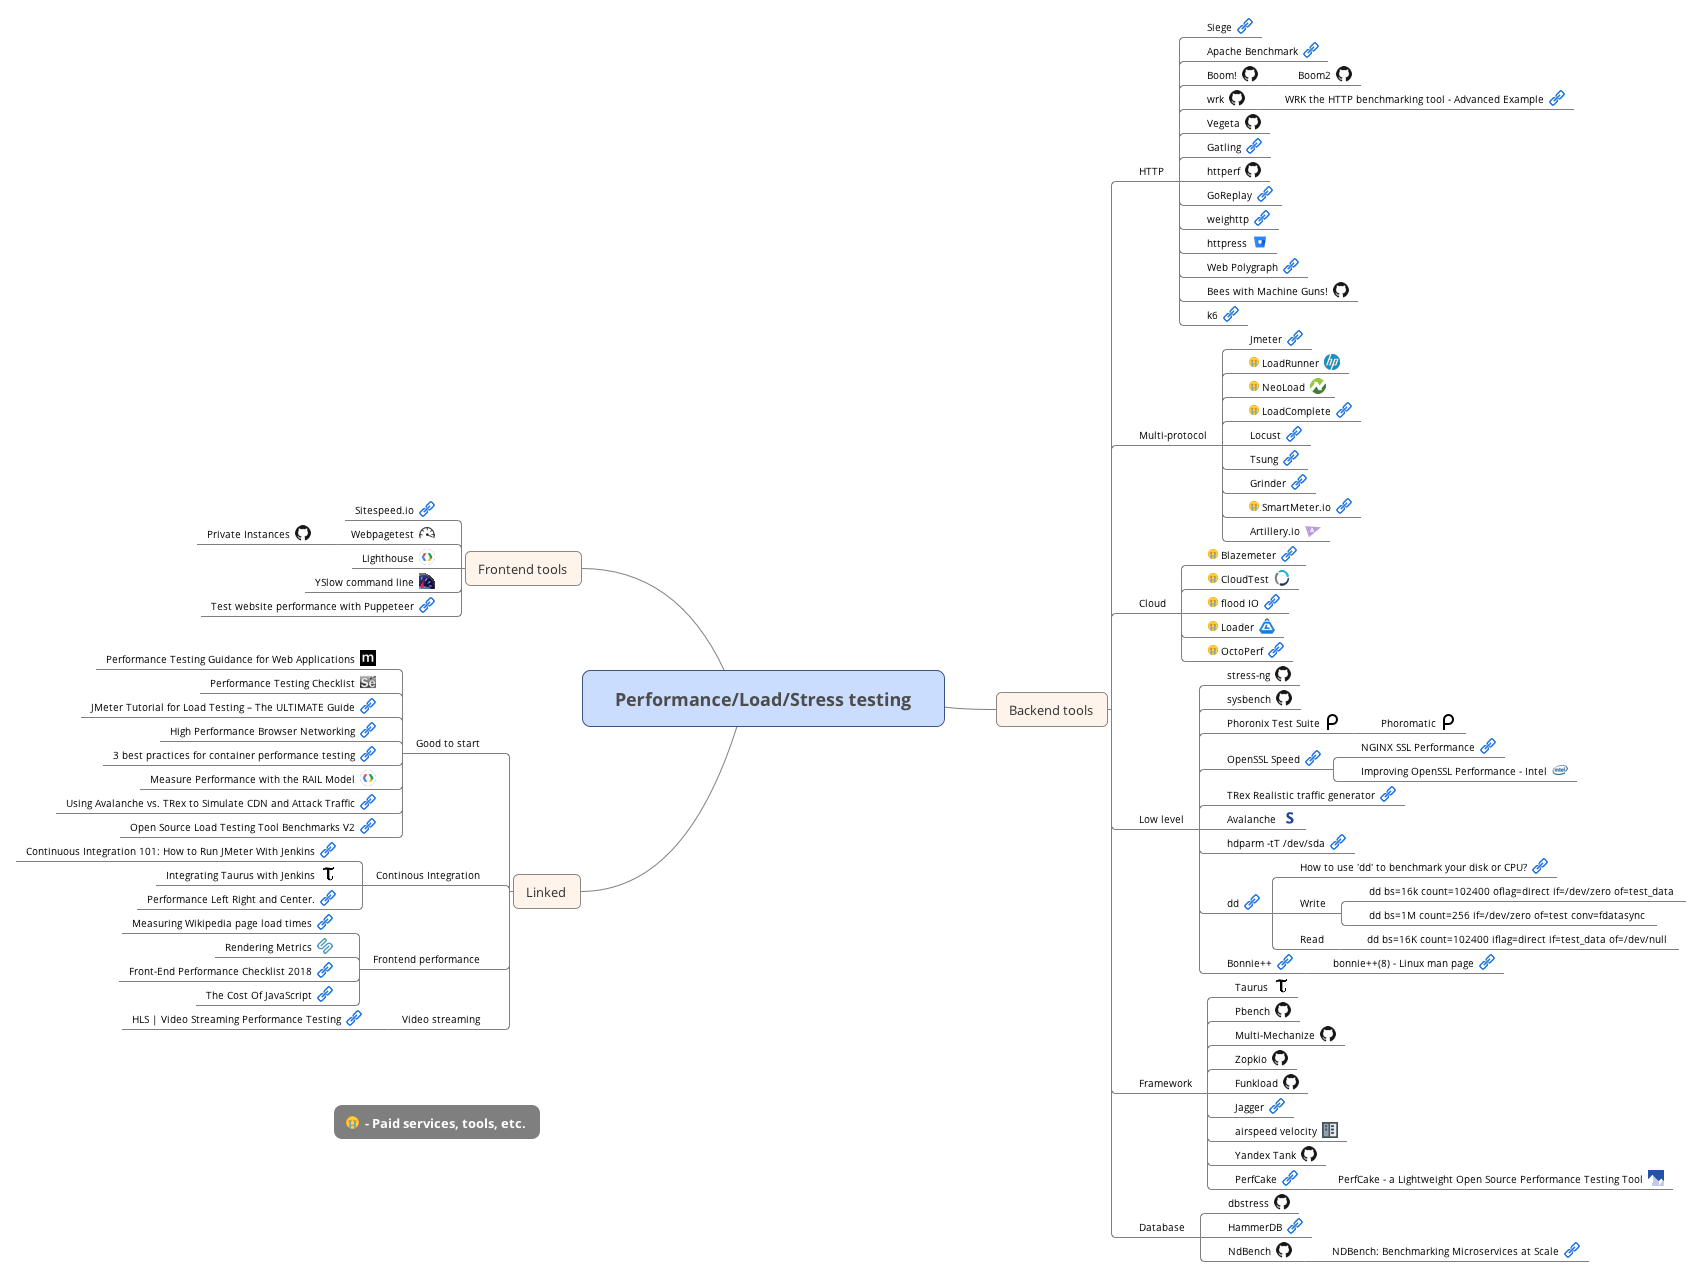 Performance/Load/Stress testing
Frontend tools
Sitespeed.io
Webpagetest
Private Instances
Lighthouse
YSlow command line
Test website performance with Puppeteer
Linked
Good to start
Performance Testing Guidance for Web Applications
Performance Testing Checklist
JMeter Tutorial for Load Testing – The ULTIMATE Guide
High Performance Browser Networking
3 best practices for container performance testing
Measure Performance with the RAIL Model
Using Avalanche vs. TRex to Simulate CDN and Attack Traffic
Open Source Load Testing Tool Benchmarks V2
Continous Integration
Continuous Integration 101: How to Run JMeter With Jenkins
Integrating Taurus with Jenkins
Performance Left Right and Center.
Frontend performance
Measuring Wikipedia page load times
Rendering Metrics
Front-End Performance Checklist 2018
The Cost Of JavaScript
Video streaming
HLS | Video Streaming Performance Testing
- Paid services, tools, etc.
Backend tools
HTTP
Siege
Apache Benchmark
Boom!
Boom2
wrk
WRK the HTTP benchmarking tool - Advanced Example
Vegeta
Gatling
httperf
GoReplay
weighttp
httpress
Web Polygraph
Bees with Machine Guns!
k6
Multi-protocol
Jmeter
LoadRunner
NeoLoad
LoadComplete
Locust
Tsung
Grinder
SmartMeter.io
Artillery.io
Cloud
Blazemeter
CloudTest
flood IO
Loader
OctoPerf
Low level
stress-ng
sysbench
Phoronix Test Suite
Phoromatic
OpenSSL Speed
NGINX SSL Performance
Improving OpenSSL Performance - Intel
TRex Realistic traffic generator
Avalanche
hdparm -tT /dev/sda
dd
How to use 'dd' to benchmark your disk or CPU?
Write
dd bs=16k count=102400 oflag=direct if=/dev/zero of=test_data
dd bs=1M count=256 if=/dev/zero of=test conv=fdatasync
Read
dd bs=16K count=102400 iflag=direct if=test_data of=/dev/null
Bonnie++
bonnie++(8) - Linux man page
Framework
Taurus
Pbench
Multi-Mechanize
Zopkio
Funkload
Jagger
airspeed velocity
Yandex Tank
PerfCake
PerfCake - a Lightweight Open Source Performance Testing Tool
Database
dbstress
HammerDB
NdBench
NDBench: Benchmarking Microservices at Scale